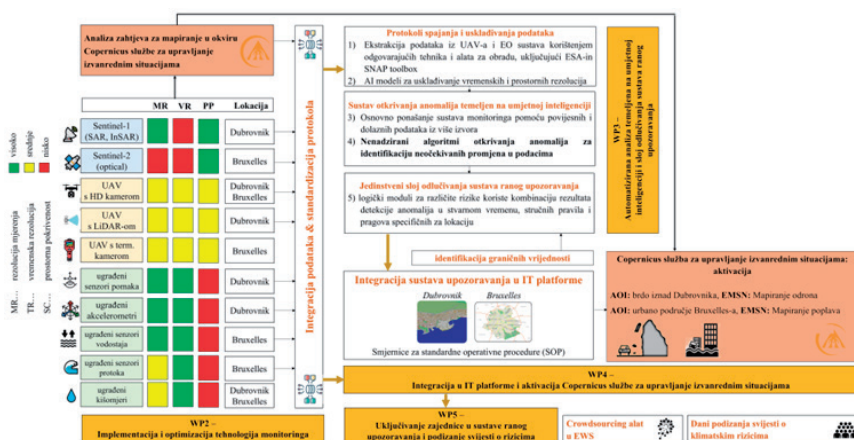 Analiza zahtjeva za mapiranje u okviru
Copernicus službe za upravljanje
izvanrednim situacijama
MR VR PP Lokacija
Sentinel-1
(SAR, InSAR)
Dubrovnik
Sentinel-2
(optical)
Bruxelles
UAV
s HD kamerom
Dubrovnik
Bruxelles
UAV
s LiDAR-om
Dubrovnik
UAV s term.
kamerom
Bruxelles
ugrađeni
senzori pomaka
Dubrovnik
ugrađeni
akcelerometri
Dubrovnik
ugrađeni senzori
vodostaja
Bruxelles
ugrađeni senzori
protoka
Bruxelles
ugrađeni
kišomjeri
Dubrovnik
Bruxelles
visoko
srednje
nisko
MR... rezolucija mjerenja
TR... vremenska rezolucija
SC... prostorna pokrivenost
WP2 –
Implementacija i optimizacija tehnologija monitoringa
Integracija podataka & standardizacija protokola
Protokoli spajanja i usklađivanja podataka
1) Ekstrakcija podataka iz UAV-a i EO sustava korištenjem
odgovarajućih tehnika i alata za obradu, uključujući ESA-in
SNAP toolbox
2) AI modeli za usklađivanje vremenskih i prostornih rezolucija
Sustav otkrivanja anomalija temeljen na umjetnoj inteligenciji
3) Osnovno ponašanje sustava monitoringa pomoću povijesnih i
dolaznih podataka iz više izvora
4) Nenadzirani algoritmi otkrivanja anomalija za
identifikaciju neočekivanih promjena u podacima
Jedinstveni sloj odlučivanja sustava ranog upozoravanja
5) logički moduli za različite rizike koriste kombinaciju rezultata
detekcije anomalija u stvarnom vremenu, stručnih pravila i
pragova specifičnih za lokaciju
identifikacija graničnih vrijednosti
Integracija sustava upozoravanja u IT platforme
Dubrovnik Bruxelles
Smjernice za standardne operativne procedure (SOP)
WP3 –
Automatizirana analiza temeljena na umjetnoj
inteligenciji i sloj odlučivanja sustava ranog
upozoravanja
Copernicus služba za upravljanje izvanrednim situacijama:
aktivacija
AOI: brdo iznad Dubrovnika, EMSN: Mapiranje odrona
AOI: urbano područje Bruxelles-a, EMSN: Mapiranje poplava
WP4 –
Integracija u IT platforme i aktivacija Copernicus službe za upravljanje izvanrednim situacijama
WP5 –
Uključivanje zajednice u sustave ranog
upozoravanja i podizanje svijesti o rizicima
Crowdsourcing alat
u EWS
Dani podizanja svijesti o
klimatskim rizicima